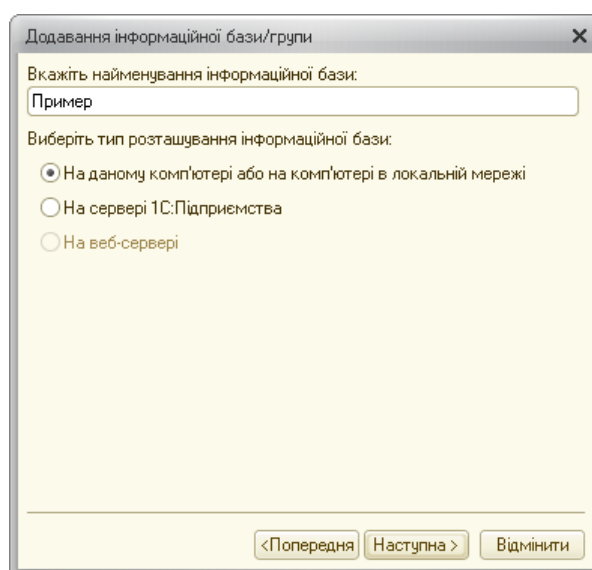 Додавання інформаційної бази/групи
Вкажіть найменування інформаційної бази:
Пример
Виберіть тип розташування інформаційної бази:
На даному комп'ютері або на комп'ютері в локальній мережі
На сервері 1С:Підприємства
На веб-сервері
<Попередня Наступна > Відмінити